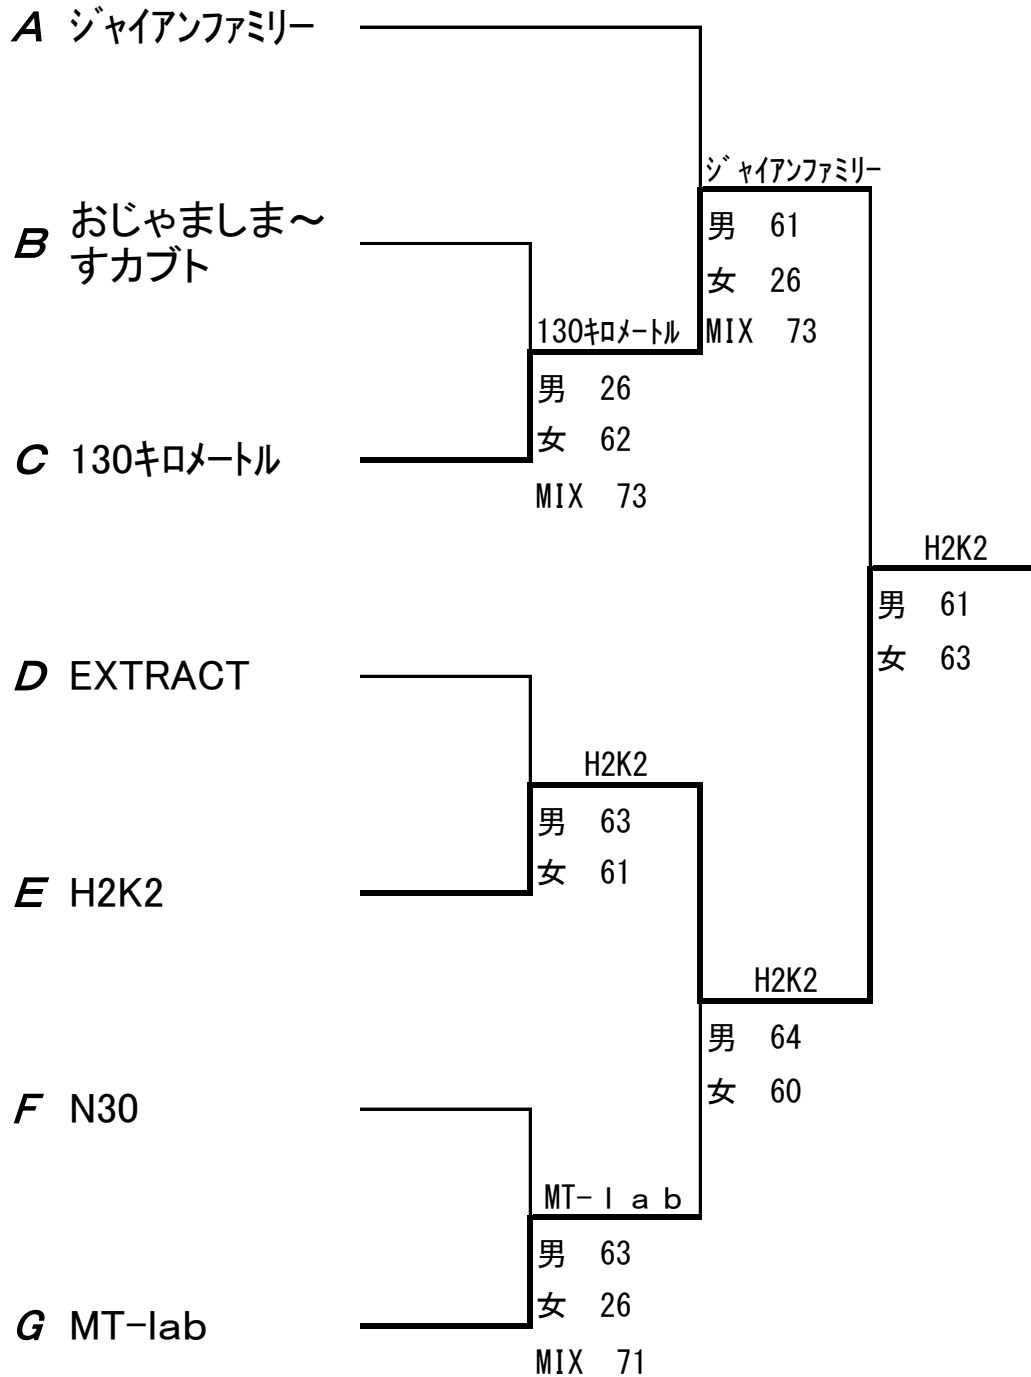 A ジャイアンファミリー
ジャイアンファミリー
男 61
B おじゃましま～
すカブト
女 26
130キロメートル
MIX 73
男 26
女 62
C 130キロメートル
MIX 73
H2K2
男 61
女 63
D EXTRACT
H2K2
男 63
女 61
E H2K2
H2K2
男 64
女 60
F N30
MT-ｌａｂ
男 63
女 26
G MT-lab
MIX 71